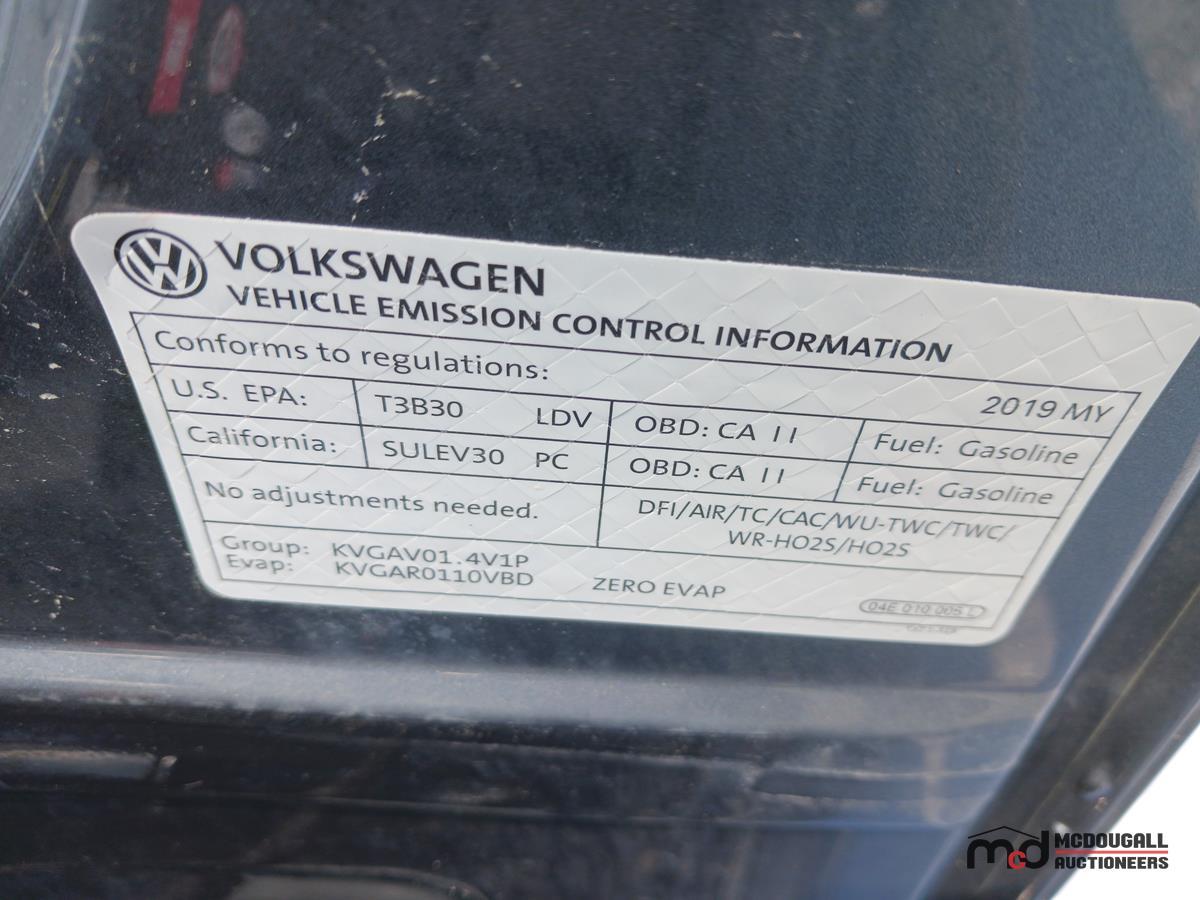 VOLKSWAGEN
VEHICLE EMISSION CONTROL INFORMATION
Conforms to regulations: 2019 MY
U.S. EPA: T3B30 LDV OBD: CA II Fuel: Gasoline
California: SULEV30 PC OBD: CA II Fuel: Gasoline
No adjustments needed. DFI/AIR/TC/CAC/WU-TWC/TWC/
WR-HO2S/HO2S
Group: KVGAV01.4V1P
Evap: KVGAR0110VBD ZERO EVAP
04E 010 005 L
mcd MCDOUGALL
AUCTIONEERS